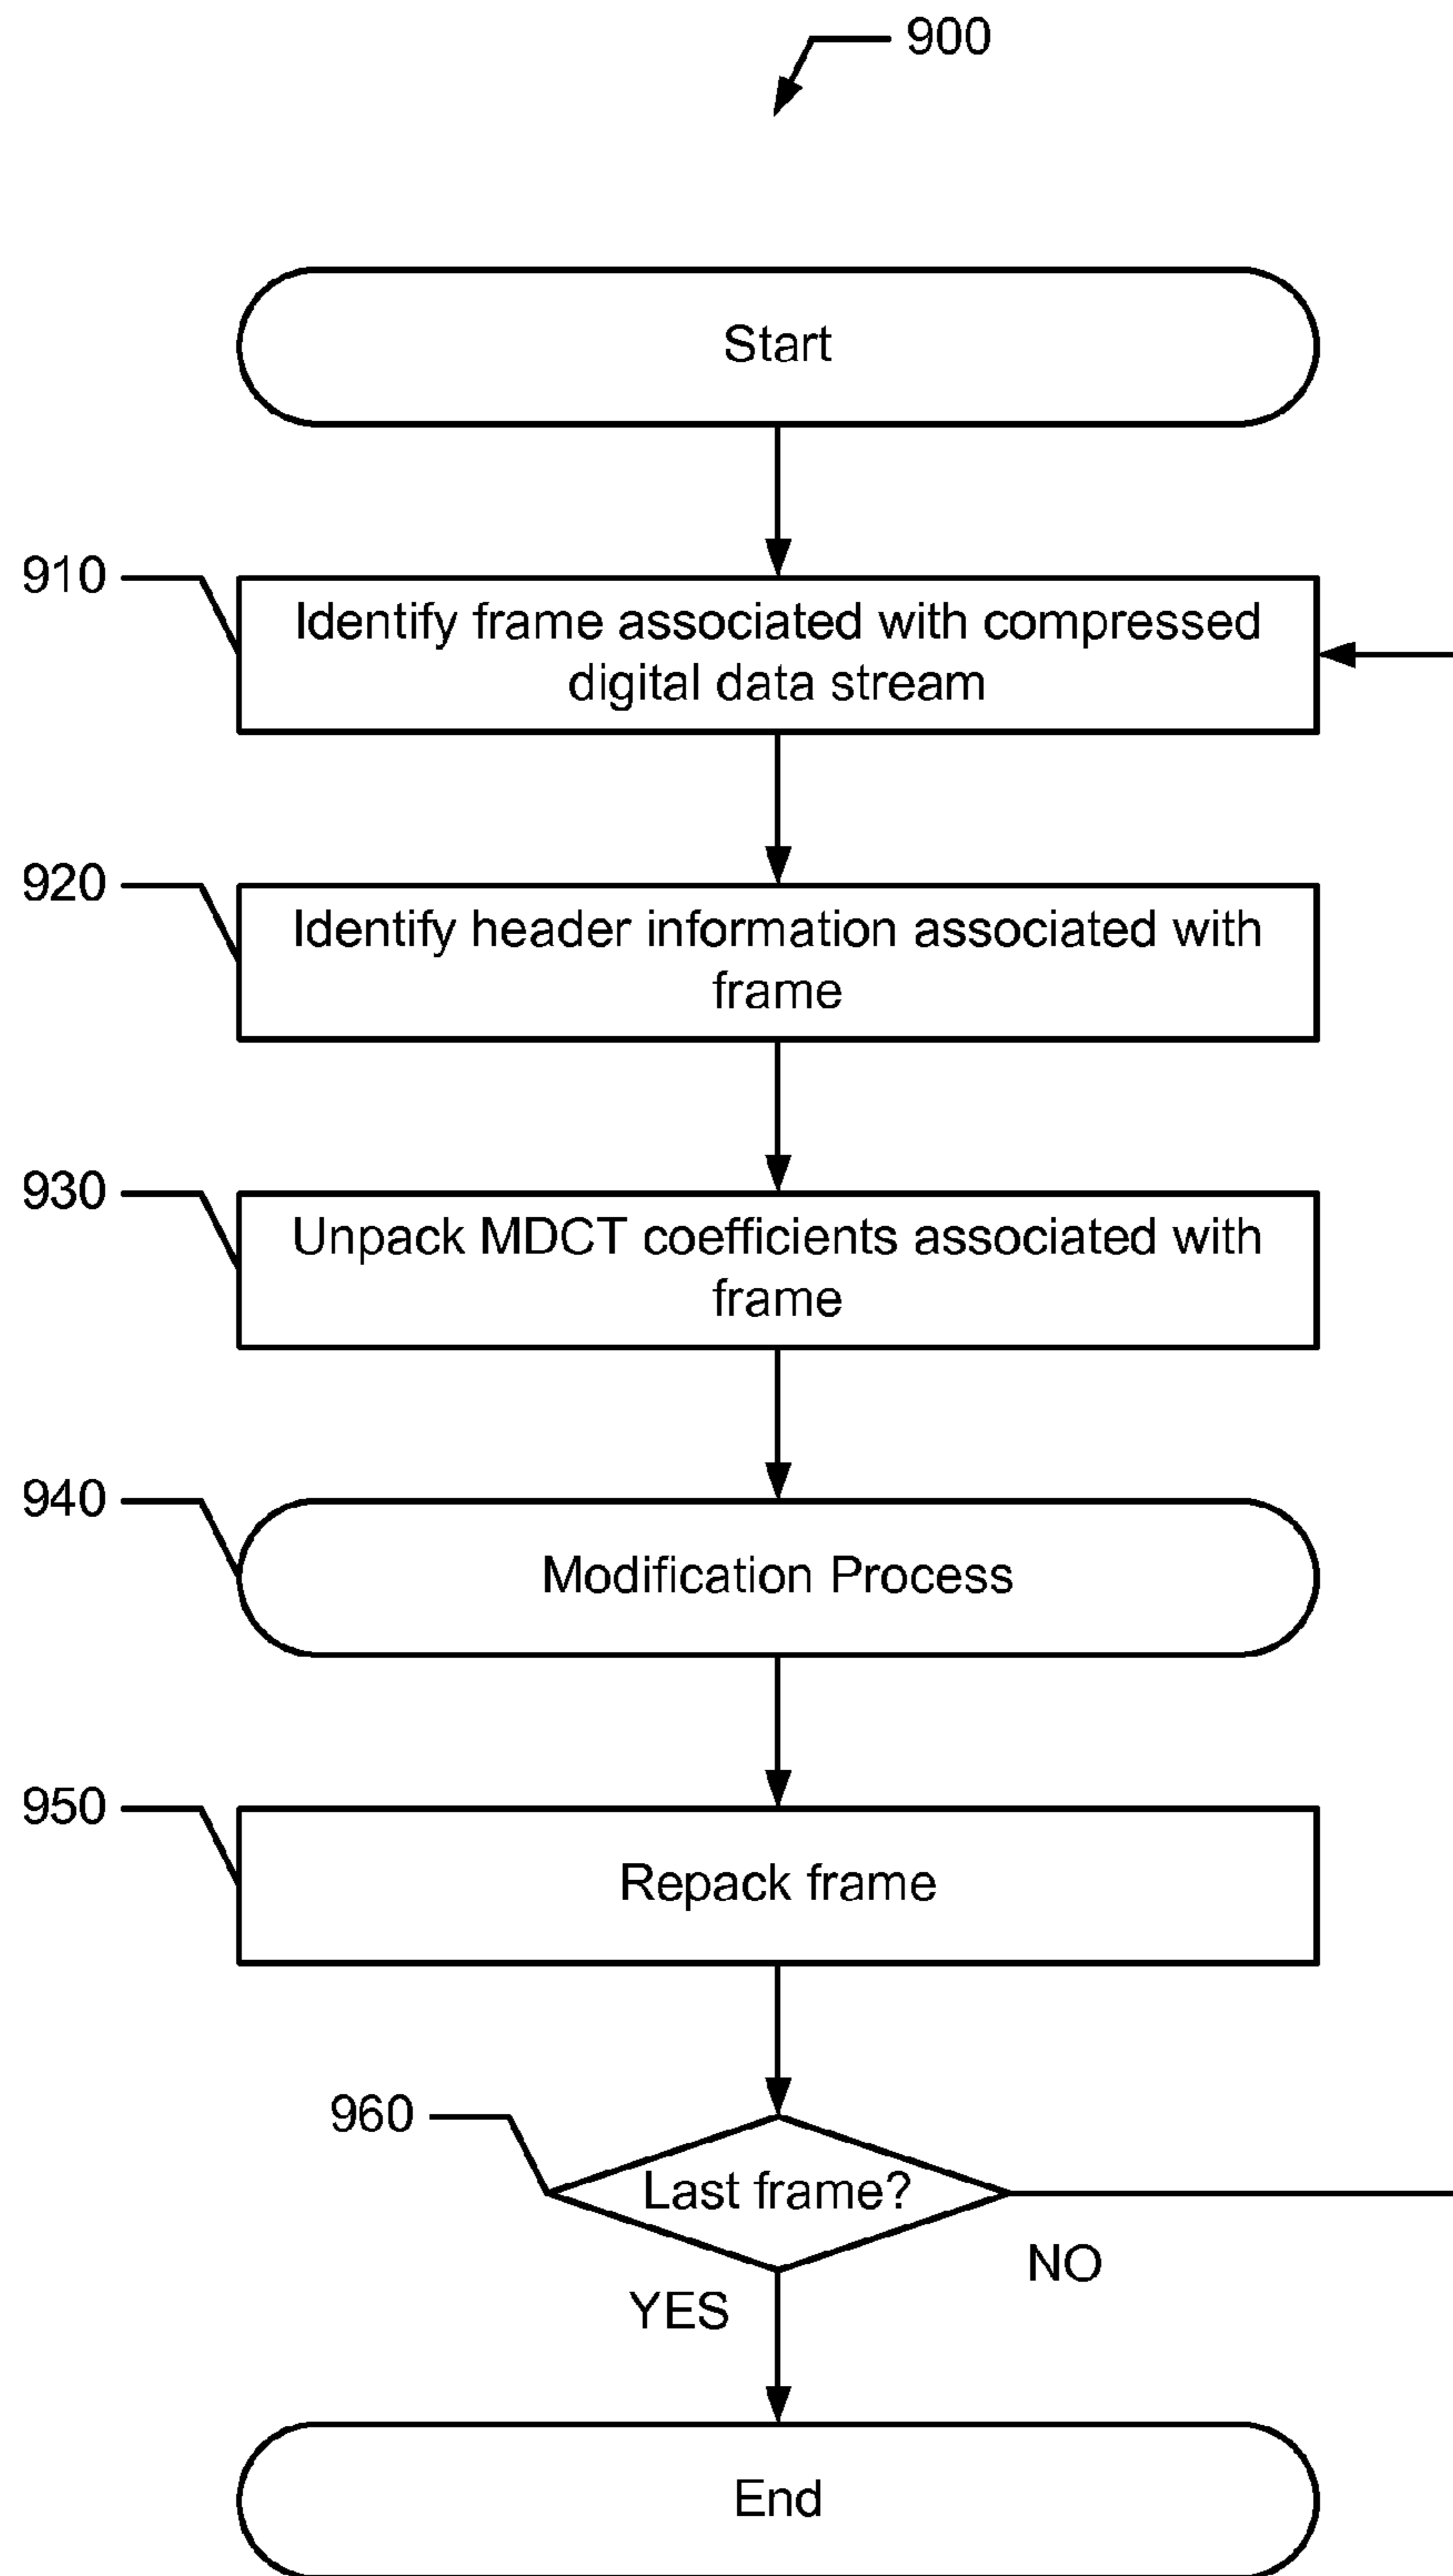 900
Start
910
Identify frame associated with compressed
digital data stream
920
Identify header information associated with
frame
930
Unpack MDCT coefficients associated with
frame
940
Modification Process
950
Repack frame
960
Last frame?
NO
YES
End